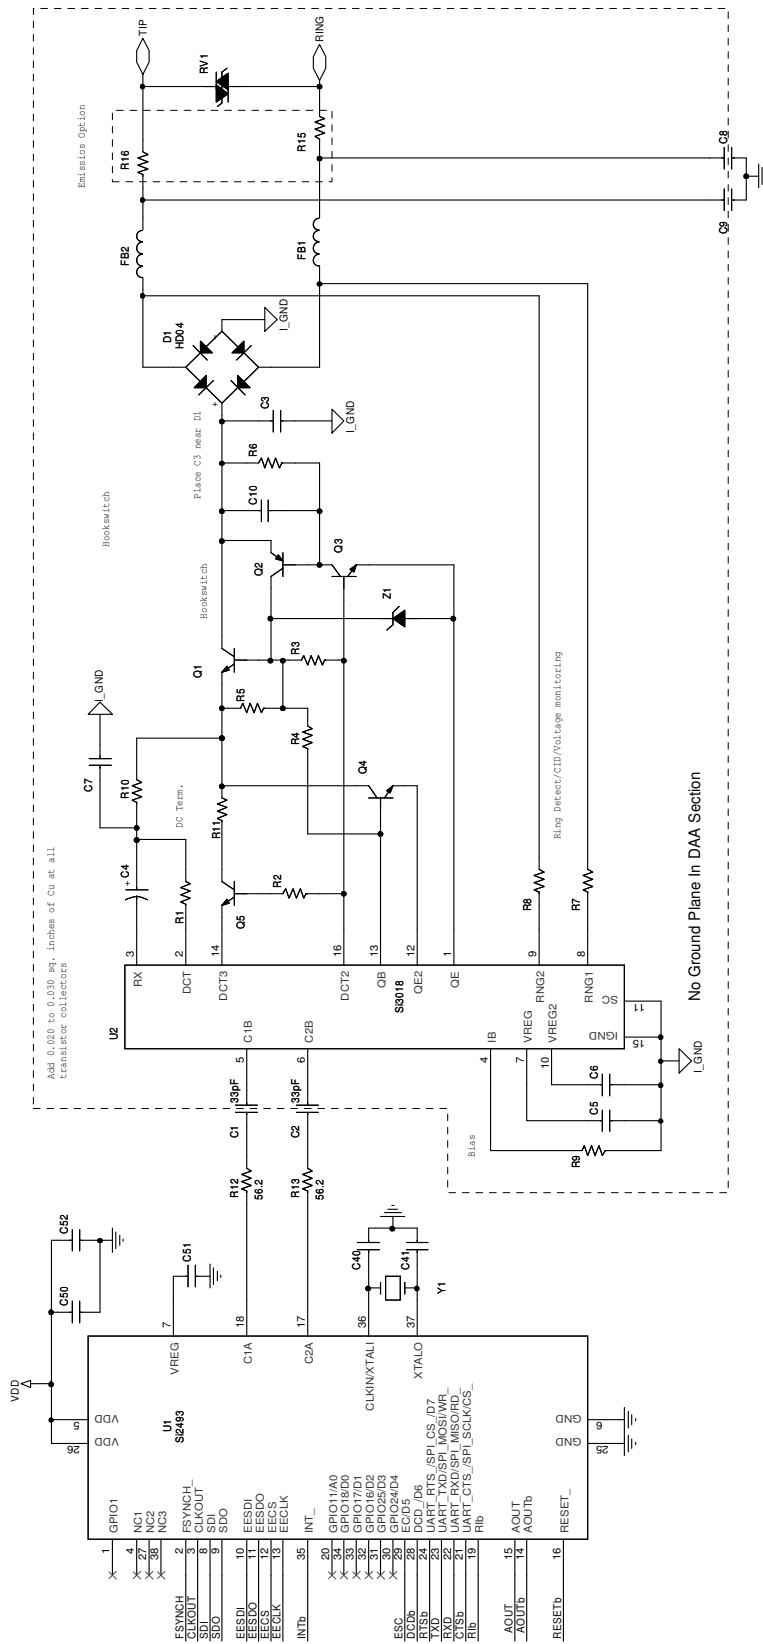 VDD
26
VDD
5
VDD
C50
C52
FSYNCH
CLKOUT
SDI
SDO
EESDI
EESDO
EECS
EECLK
INTb
ESC
DCDb
RTSb
TXD
RXD
CTSb
RIb
AOUT
AOUTb
RESETb
1 GPIO1
4 NC1
27 NC2
38 NC3
2 FSYNCH_
3 CLKOUT
8 SDI
9 SDO
10 EESDI
11 EESDO
12 EECS
13 EECLK
35 INT_
20 GPIO11/A0
34 GPIO18/D0
33 GPIO17/D1
32 GPIO16/D2
31 GPIO25/D3
30 GPIO24/D4
29 EC/D5
28 DCD_/D6
24 UART_RTS_/SPI_CS_/D7
23 UART_TXD/SPI_MOSI/WR_
22 UART_RXD/SPI_MISO/RD_
21 UART_CTS_/SPI_SCLK/CS_
19 RIb
15 AOUT
14 AOUTb
16 RESET_
U1
Si2493
VREG 7
C51
C1A 18
C2A 17
CLKIN/XTALI 36
XTALO 37
GND
25
GND
6
C40
C41
Y1
R12
56.2
C1
33pF
R13
56.2
C2
33pF
Bias
R9
C5
C6
I_GND
Add 0.020 to 0.030 sq. inches of Cu at all
transistor collectors
U2
Si3018
5 C1B
6 C2B
4 IB
7 VREG
10 VREG2
15 IGND
11 SC
RX 3
DCT 2
DCT3 14
DCT2 16
QB 13
QE2 12
QE 1
RNG2 9
RNG1 8
C4
+
R1
DC Term.
C7
I_GND
R10
R11
Q5
R2
Q4
R4
R5
R3
Q1
Hookswitch
Hookswitch
Q2
Q3
Z1
C10
R6
Place C3 near D1
C3
I_GND
+
-
D1
HD04
I_GND
R8
R7
Ring Detect/CID/Voltage monitoring
No Ground Plane In DAA Section
FB2
FB1
Emissios Option
R16
R15
RV1
TIP
RING
C9
C8